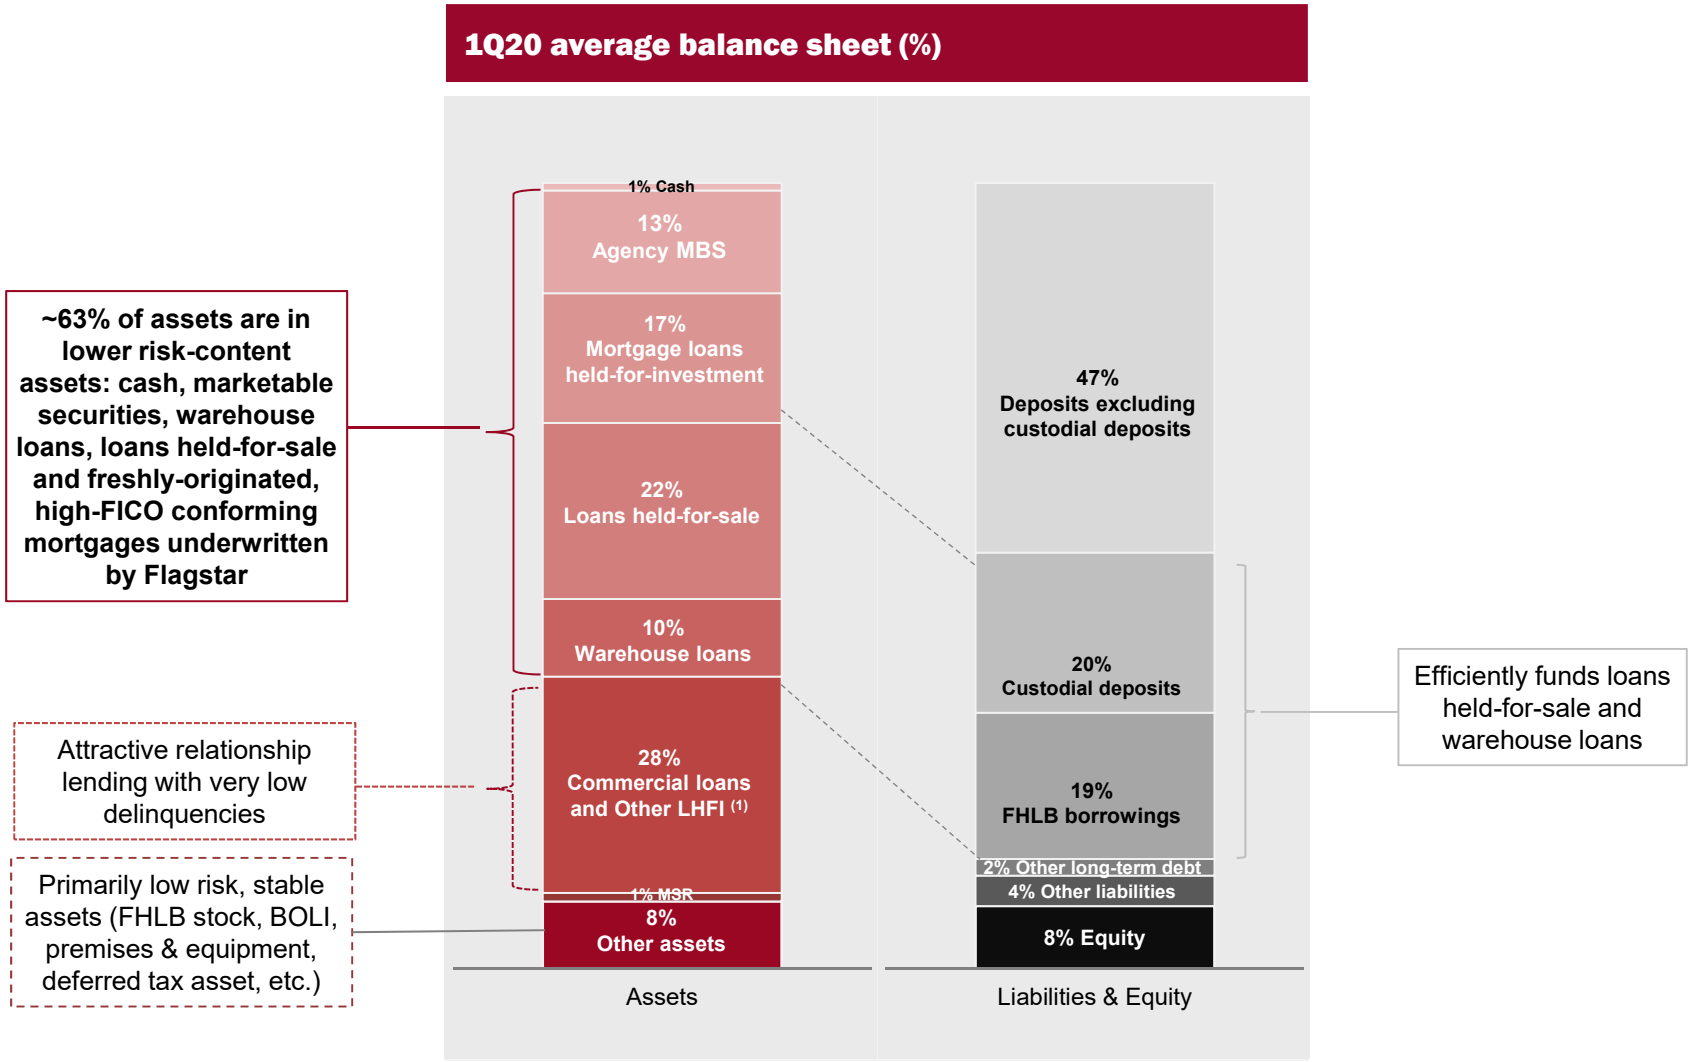 1Q20 average balance sheet (%)
~63% of assets are in
lower risk-content
assets: cash, marketable
securities, warehouse
loans, loans held-for-sale
and freshly-originated,
high-FICO conforming
mortgages underwritten
by Flagstar
Attractive relationship
lending with very low
delinquencies
Primarily low risk, stable
assets (FHLB stock, BOLI,
premises & equipment,
deferred tax asset, etc.)
1% Cash
13%
Agency MBS
17%
Mortgage loans
held-for-investment
22%
Loans held-for-sale
10%
Warehouse loans
28%
Commercial loans
and Other LHFI (1)
1% MSR
8%
Other assets
Assets
47%
Deposits excluding
custodial deposits
20%
Custodial deposits
19%
FHLB borrowings
2% Other long-term debt
4% Other liabilities
8% Equity
Liabilities & Equity
Efficiently funds loans
held-for-sale and
warehouse loans